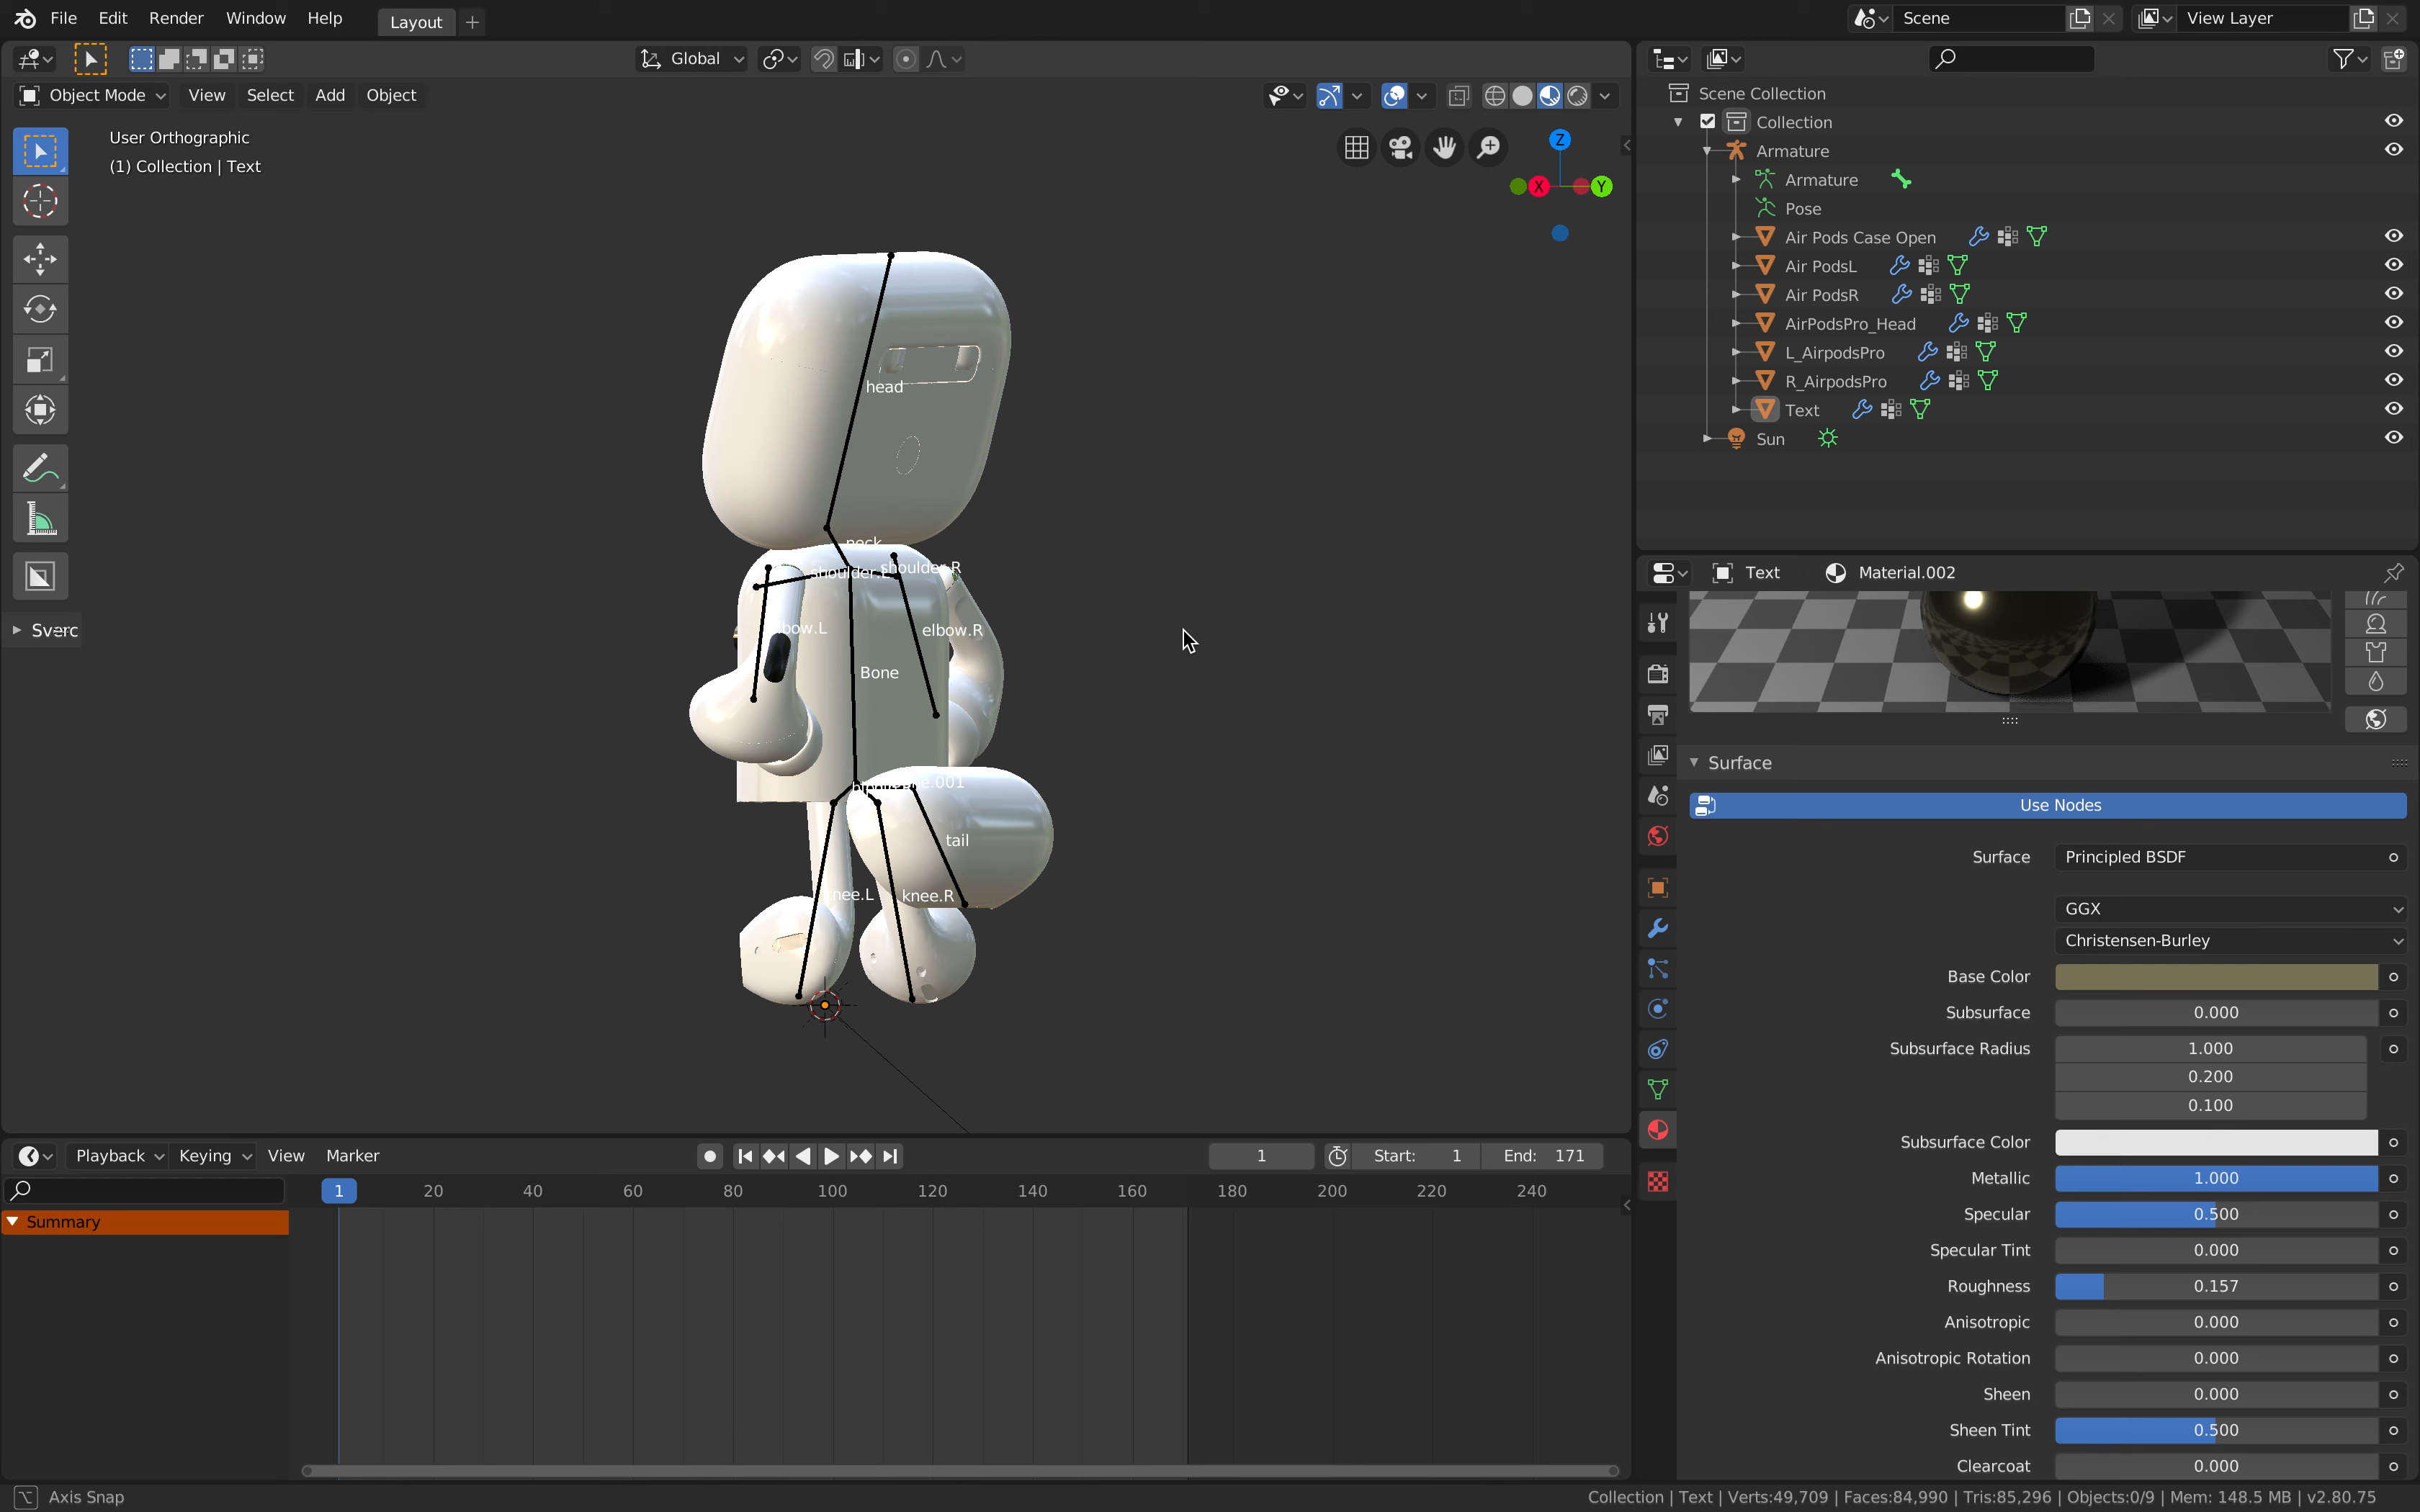 File Edit Render Window Help Layout Scene View Layer
Global
Object Mode View Select Add Object
User Orthographic
(1) Collection | Text
Z
X Y
head
neck
shoulder.L shoulder.R
elbow.R
Bone
tail
knee.R
Scene Collection
Collection
Armature
Armature
Pose
Air Pods Case Open
Air PodsL
Air PodsR
AirPodsPro_Head
L_AirpodsPro
R_AirpodsPro
Text
Sun
Text Material.002
Surface
Use Nodes
Surface Principled BSDF
GGX
Christensen-Burley
Base Color
Subsurface 0.000
Subsurface Radius 1.000
0.200
0.100
Subsurface Color
Metallic 1.000
Specular 0.500
Specular Tint 0.000
Roughness 0.157
Anisotropic 0.000
Anisotropic Rotation 0.000
Sheen 0.000
Sheen Tint 0.500
Clearcoat 0.000
Playback Keying View Marker 1 Start: 1 End: 171
1 20 40 60 80 100 120 140 160 180 200 220 240
Summary
Axis Snap
Collection | Text | Verts:49,709 | Faces:84,990 | Tris:85,296 | Objects:0/9 | Mem: 148.5 MB | v2.80.75